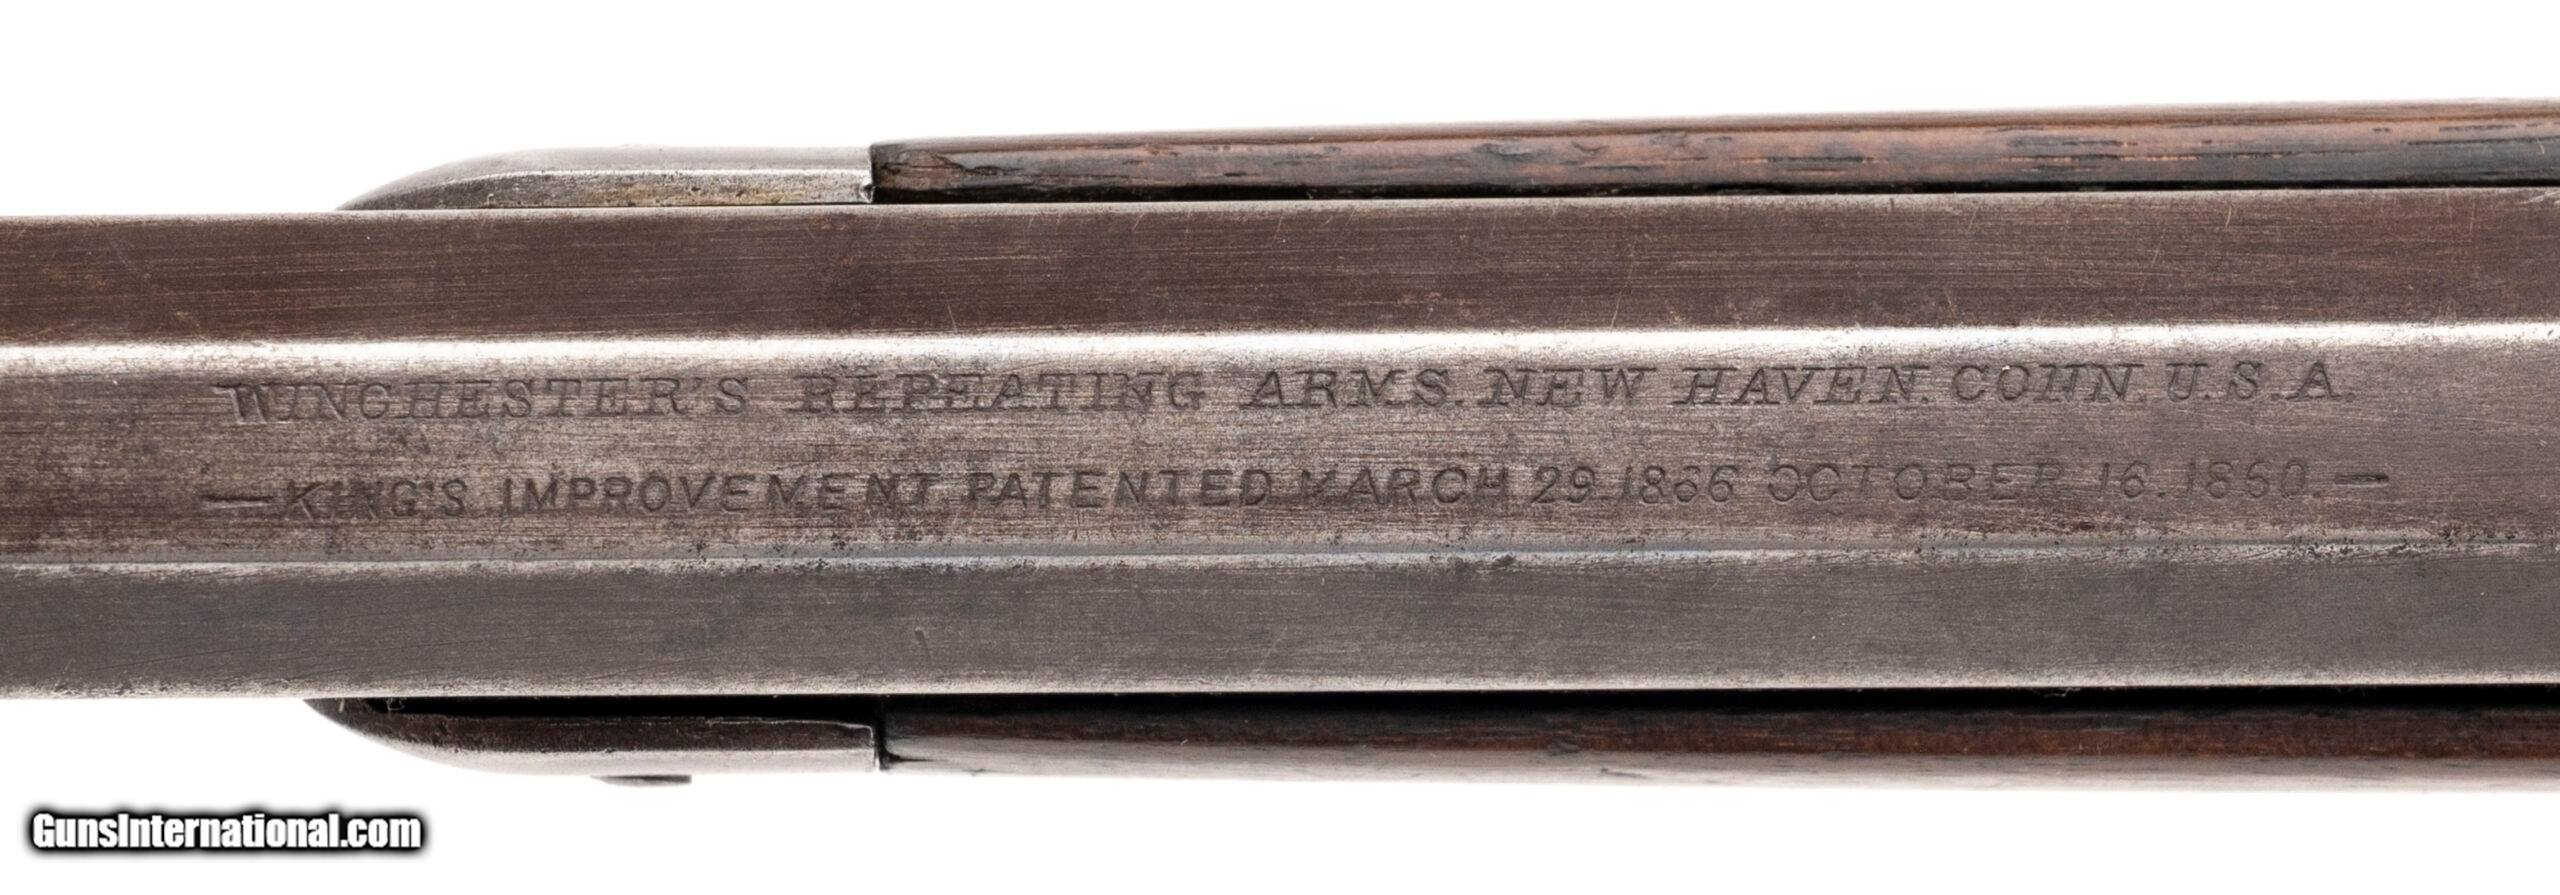 WINCHESTER'S REPEATING ARMS. NEW HAVEN. CONN. U.S.A.
—KING'S IMPROVEMENT PATENTED MARCH 29.1866 OCTOBER 16.1860.—
GunsInternational.com